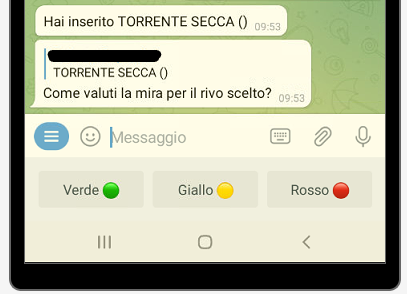 Hai inserito TORRENTE SECCA () 09:53
TORRENTE SECCA ()
Come valuti la mira per il rivo scelto? 09:53
Messaggio
Verde
Giallo
Rosso